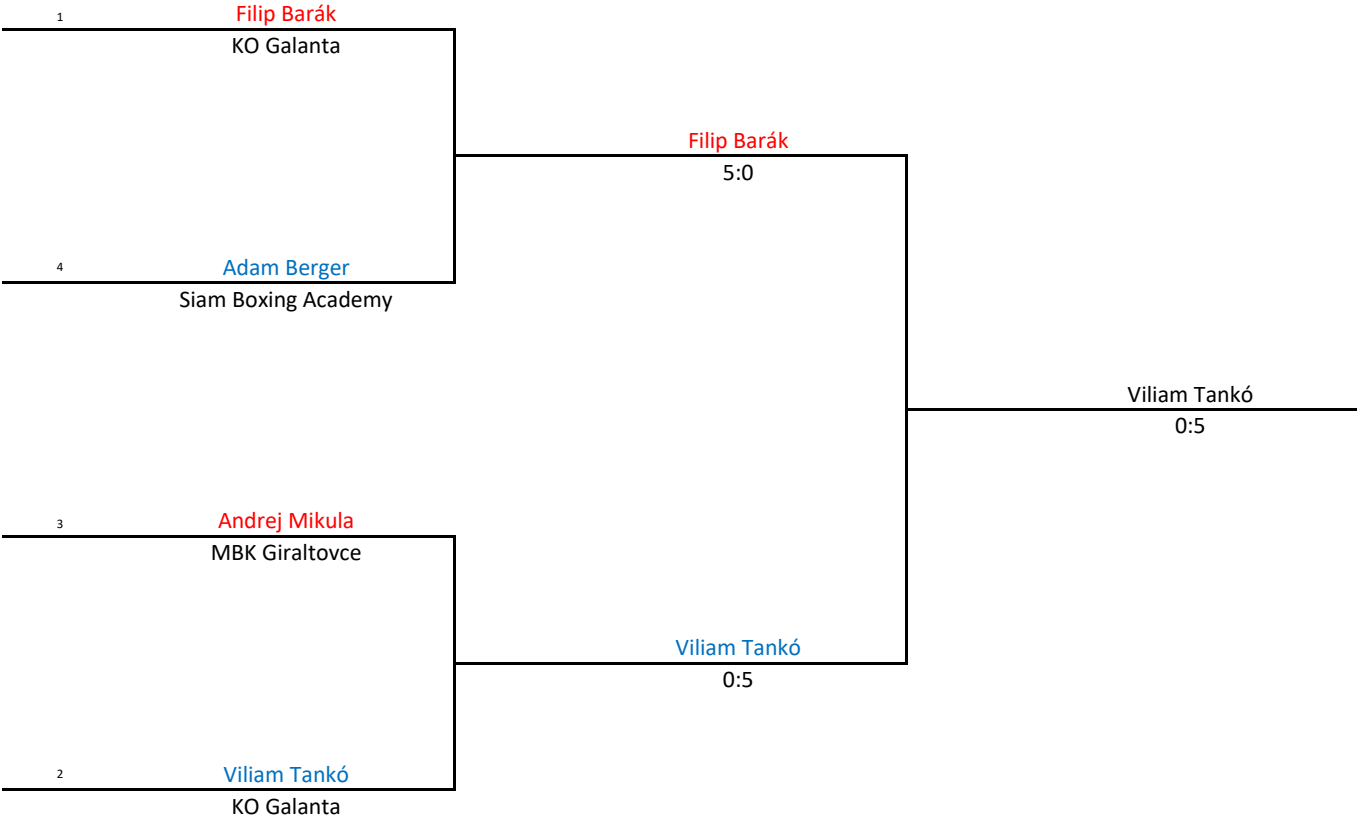 1
Filip Barák
KO Galanta
Filip Barák
5:0
4
Adam Berger
Siam Boxing Academy
Viliam Tankó
0:5
3
Andrej Mikula
MBK Giraltovce
Viliam Tankó
0:5
2
Viliam Tankó
KO Galanta